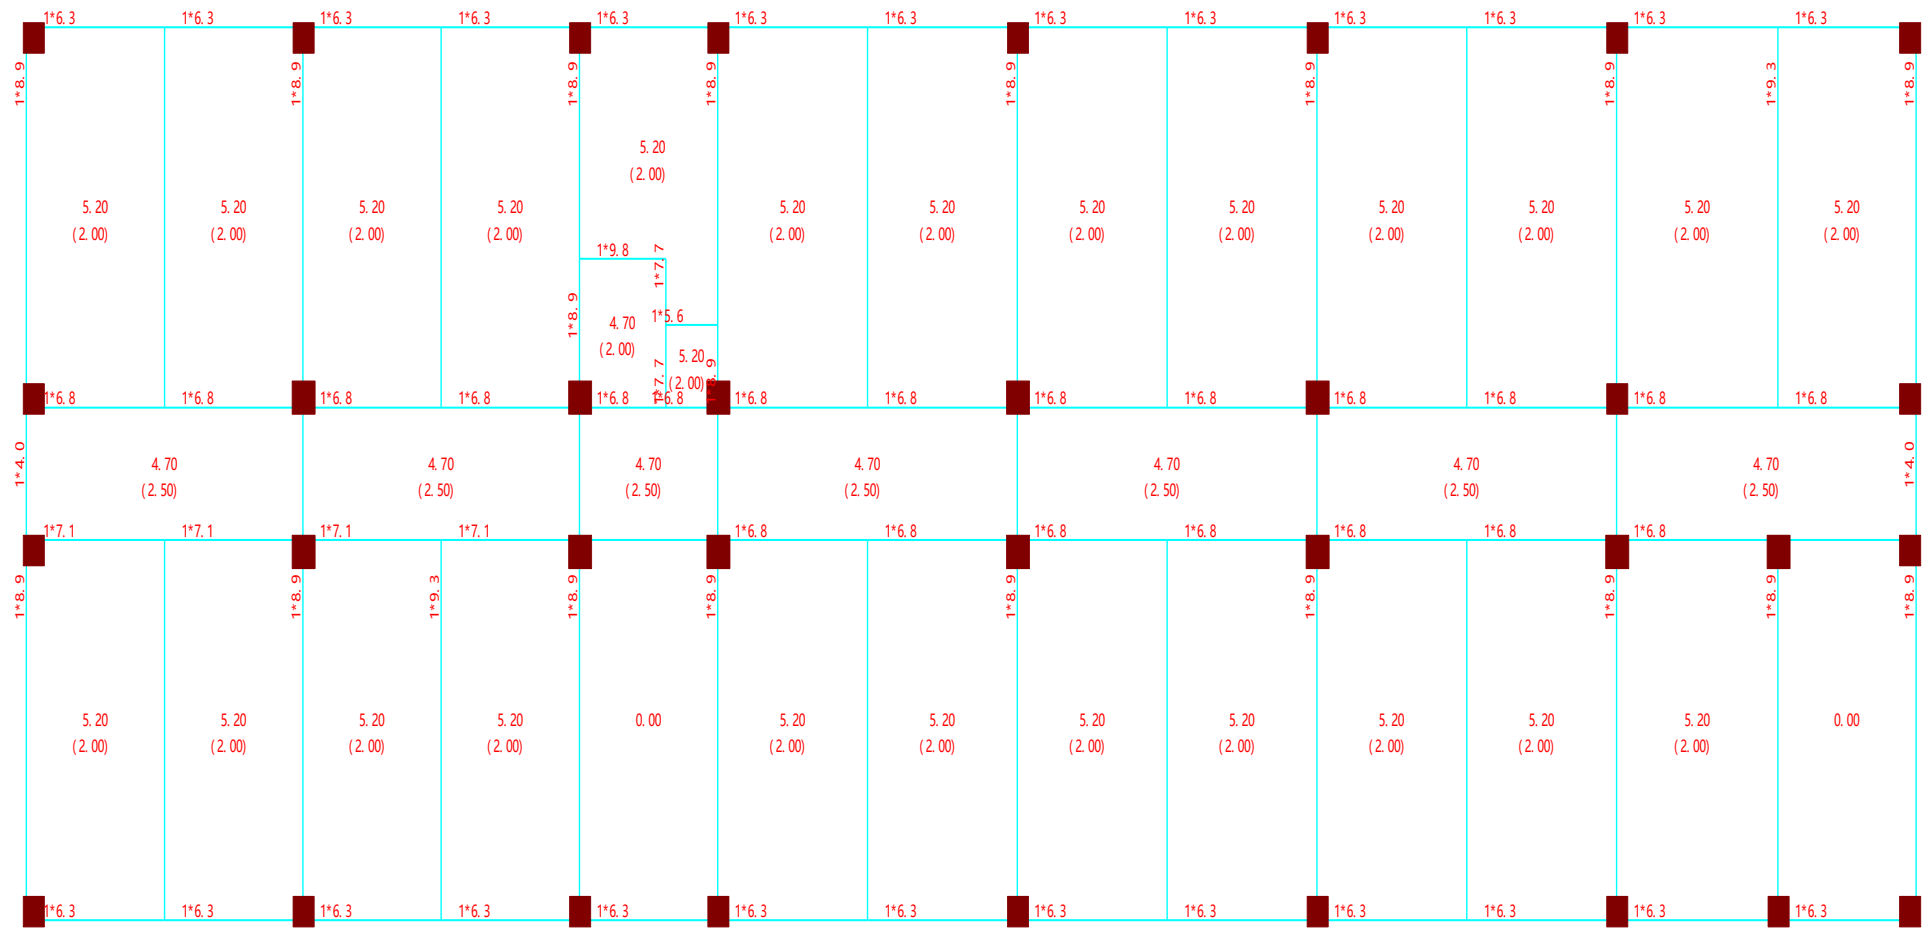 1*6.3 1*6.3 1*6.3 1*6.3 1*6.3 1*6.3 1*6.3 1*6.3 1*6.3 1*6.3 1*6.3 1*6.3 1*6.3
1*8.9 1*8.9 1*8.9 1*8.9 1*8.9 1*8.9 1*8.9 1*9.3 1*8.9
5.20
(2.00)
5.20 5.20 5.20 5.20 5.20 5.20 5.20 5.20 5.20 5.20 5.20 5.20
(2.00) (2.00) (2.00) (2.00) (2.00) (2.00) (2.00) (2.00) (2.00) (2.00) (2.00) (2.00)
1*9.8 1*7.7
1*8.9 1*5.6
4.70
(2.00)
5.20
(2.00)
1*7.7 1*8.9
1*6.8 1*6.8 1*6.8 1*6.8 1*6.8 1*6.8 1*6.8 1*6.8 1*6.8 1*6.8 1*6.8 1*6.8 1*6.8 1*6.8
1*4.0 4.70 4.70 4.70 4.70 4.70 4.70 4.70 1*4.0
(2.50) (2.50) (2.50) (2.50) (2.50) (2.50) (2.50)
1*7.1 1*7.1 1*7.1 1*7.1 1*6.8 1*6.8 1*6.8 1*6.8 1*6.8 1*6.8 1*6.8
1*8.9 1*8.9 1*9.3 1*8.9 1*8.9 1*8.9 1*8.9 1*8.9 1*8.9 1*8.9
5.20 5.20 5.20 5.20 0.00 5.20 5.20 5.20 5.20 5.20 5.20 5.20 0.00
(2.00) (2.00) (2.00) (2.00) (2.00) (2.00) (2.00) (2.00) (2.00) (2.00) (2.00)
1*6.3 1*6.3 1*6.3 1*6.3 1*6.3 1*6.3 1*6.3 1*6.3 1*6.3 1*6.3 1*6.3 1*6.3 1*6.3